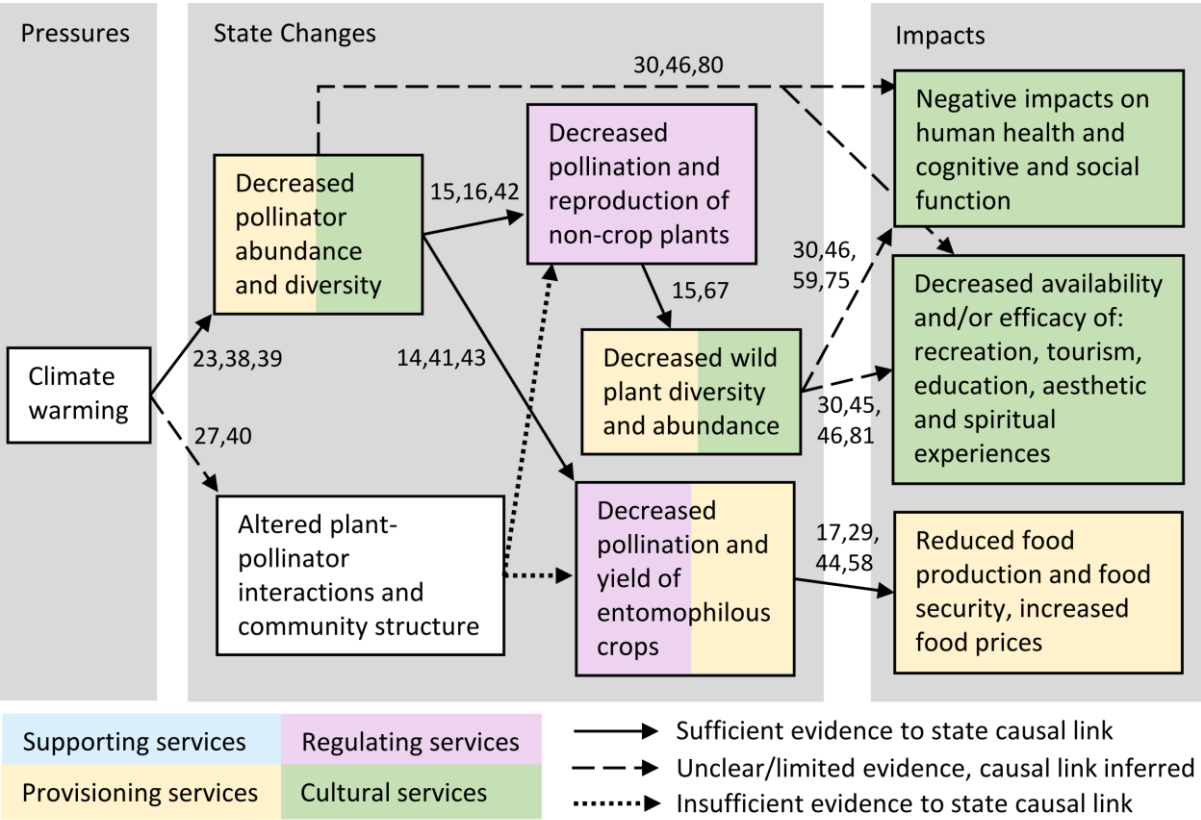 Pressures
State Changes
Impacts
30,46,80
Negative impacts on
human health and
cognitive and social
function
Decreased
pollination and
reproduction of
non-crop plants
Decreased
pollinator
abundance
and diversity
15,16,42
30,46,
59,75
15,67
Decreased availability
and/or efficacy of:
recreation, tourism,
education, aesthetic
and spiritual
experiences
23,38,39
14,41,43
Decreased wild
plant diversity
and abundance
Climate
warming
30,45,
46,81
27,40
Altered plant-
pollinator
interactions and
community structure
Decreased
pollination and
yield of
entomophilous
crops
17,29,
44,58
Reduced food
production and food
security, increased
food prices
Supporting services
Regulating services
Provisioning services
Cultural services
Sufficient evidence to state causal link
Unclear/limited evidence, causal link inferred
Insufficient evidence to state causal link